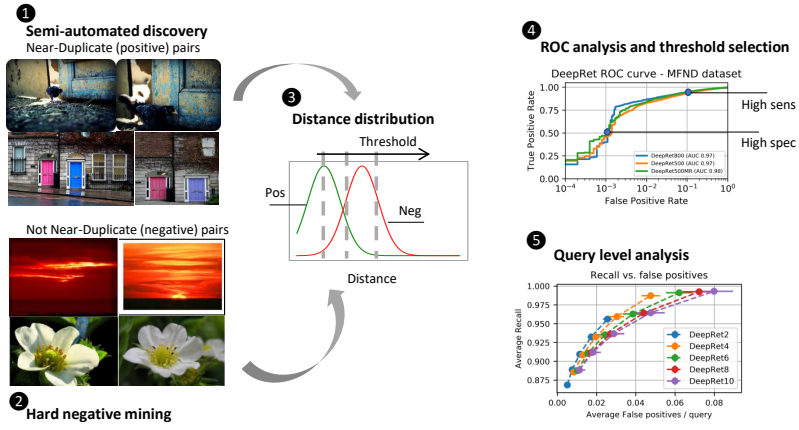 1
Semi-automated discovery
Near-Duplicate (positive) pairs
Not Near-Duplicate (negative) pairs
2
Hard negative mining
3
Distance distribution
Threshold
Pos
Neg
Distance
4
ROC analysis and threshold selection
DeepRet ROC curve - MFND dataset
True Positive Rate
1.00
0.75
0.50
0.25
0.00
High sens
High spec
DeepRet800 (AUC 0.97)
DeepRet500 (AUC 0.97)
DeepRet500MR (AUC 0.98)
10⁻⁴
10⁻³
10⁻²
10⁻¹
10⁰
False Positive Rate
5
Query level analysis
Recall vs. false positives
Average Recall
1.000
0.975
0.950
0.925
0.900
0.875
DeepRet2
DeepRet4
DeepRet6
DeepRet8
DeepRet10
0.00
0.02
0.04
0.06
0.08
Average False positives / query